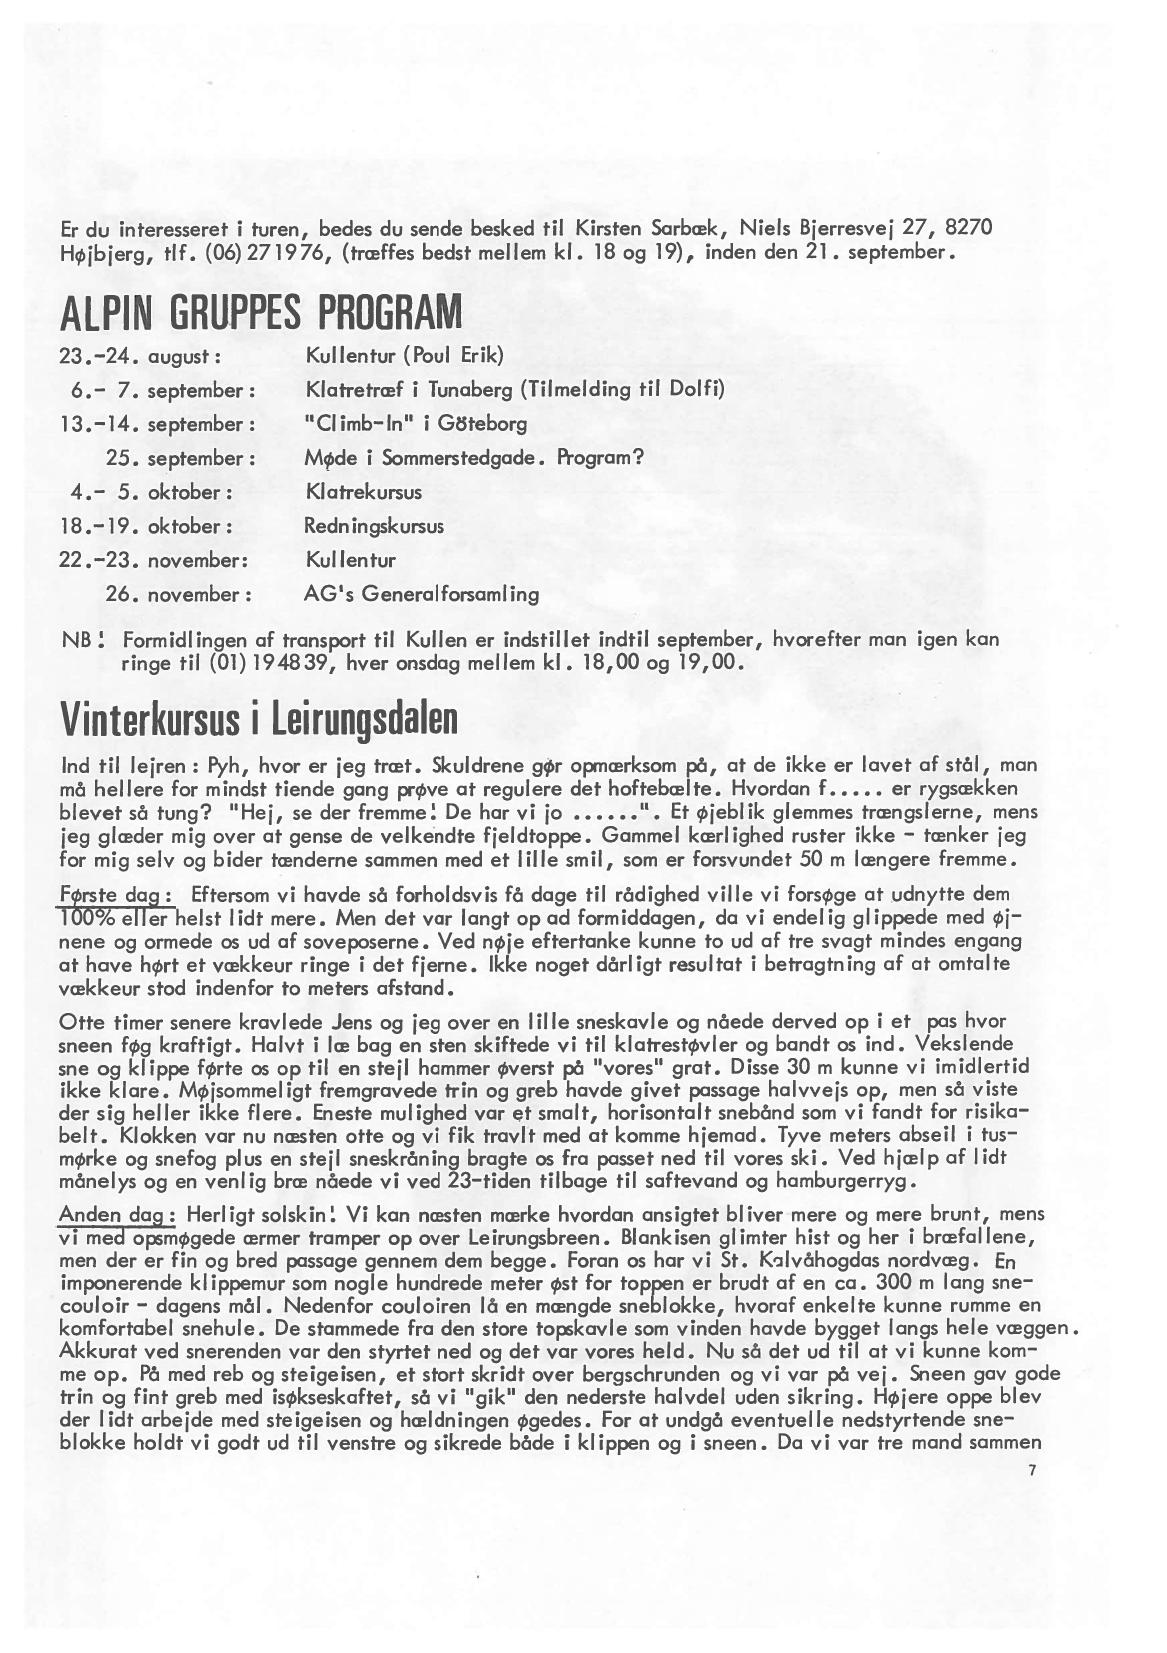 Er du interesseret i turen, bedes du sende besked til Kirsten Sarbæk, Niels Bjerresvej 27, 8270
Højbjerg, tlf. (06) 27 19 76, (træffes bedst mellem kl. 18 og 19), inden den 21. september.
ALPIN GRUPPES PROGRAM
23.-24. august : Kullentur (Poul Erik)
6.- 7. september : Klatretræf i Tunaberg (Tilmelding til Dolfi)
13.-14. september : "Climb-In" i Göteborg
25. september : Møde i Sommerstedgade. Program?
4.- 5. oktober : Klatrekursus
18.-19. oktober : Redningskursus
22.-23. november: Kullentur
26. november : AG's Generalforsamling
NB! Formidlingen af transport til Kullen er indstillet indtil september, hvorefter man igen kan
ringe til (01) 19 48 39, hver onsdag mellem kl. 18,00 og 19,00.
Vinterkursus i Leirungsdalen
Ind til lejren : Pyh, hvor er jeg træt. Skuldrene gør opmærksom på, at de ikke er lavet af stål, man
må hellere for mindst tiende gang prøve at regulere det hoftebælte. Hvordan f..... er rygsækken
blevet så tung? "Hej, se der fremme! De har vi jo ......". Et øjeblik glemmes trængslerne, mens
jeg glæder mig over at gense de velkendte fjeldtoppe. Gammel kærlighed ruster ikke - tænker jeg
for mig selv og bider tænderne sammen med et lille smil, som er forsvundet 50 m længere fremme.
Første dag : Eftersom vi havde så forholdsvis få dage til rådighed ville vi forsøge at udnytte dem
100% eller helst lidt mere. Men det var langt op ad formiddagen, da vi endelig glippede med øj-
nene og ormede os ud af soveposerne. Ved nøje eftertanke kunne to ud af tre svagt mindes engang
at have hørt et vækkeur ringe i det fjerne. Ikke noget dårligt resultat i betragtning af at omtalte
vækkeur stod indenfor to meters afstand.
Otte timer senere kravlede Jens og jeg over en lille sneskavle og nåede derved op i et pas hvor
sneen føg kraftigt. Halvt i læ bag en sten skiftede vi til klatrestøvler og bandt os ind. Vekslende
sne og klippe førte os op til en stejl hammer øverst på "vores" grat. Disse 30 m kunne vi imidlertid
ikke klare. Møjsommeligt fremgravede trin og greb havde givet passage halvvejs op, men så viste
der sig heller ikke flere. Eneste mulighed var et smalt, horisontalt snebånd som vi fandt for risika-
belt. Klokken var nu næsten otte og vi fik travlt med at komme hjemad. Tyve meters abseil i tus-
mørke og snefog plus en stejl sneskråning bragte os fra passet ned til vores ski. Ved hjælp af lidt
månelys og en venlig bræ nåede vi ved 23-tiden tilbage til saftevand og hamburgerryg.
Anden dag : Herligt solskin! Vi kan næsten mærke hvordan ansigtet bliver mere og mere brunt, mens
vi med opsmøgede ærmer tramper op over Leirungsbreen. Blankisen glimter hist og her i bræfallene,
men der er fin og bred passage gennem dem begge. Foran os har vi St. Kalvåhogdas nordvæg. En
imponerende klippemur som nogle hundrede meter øst for toppen er brudt af en ca. 300 m lang sne-
couloir - dagens mål. Nedenfor couloiren lå en mængde sneblokke, hvoraf enkelte kunne rumme en
komfortabel snehule. De stammede fra den store topskavle som vinden havde bygget langs hele væggen.
Akkurat ved snerenden var den styrtet ned og det var vores held. Nu så det ud til at vi kunne kom-
me op. På med reb og steigeisen, et stort skridt over bergschrunden og vi var på vej. Sneen gav gode
trin og fint greb med isøkseskaftet, så vi "gik" den nederste halvdel uden sikring. Højere oppe blev
der lidt arbejde med steigeisen og hældningen øgedes. For at undgå eventuelle nedstyrtende sne-
blokke holdt vi godt ud til venstre og sikrede både i klippen og i sneen. Da vi var tre mand sammen
7